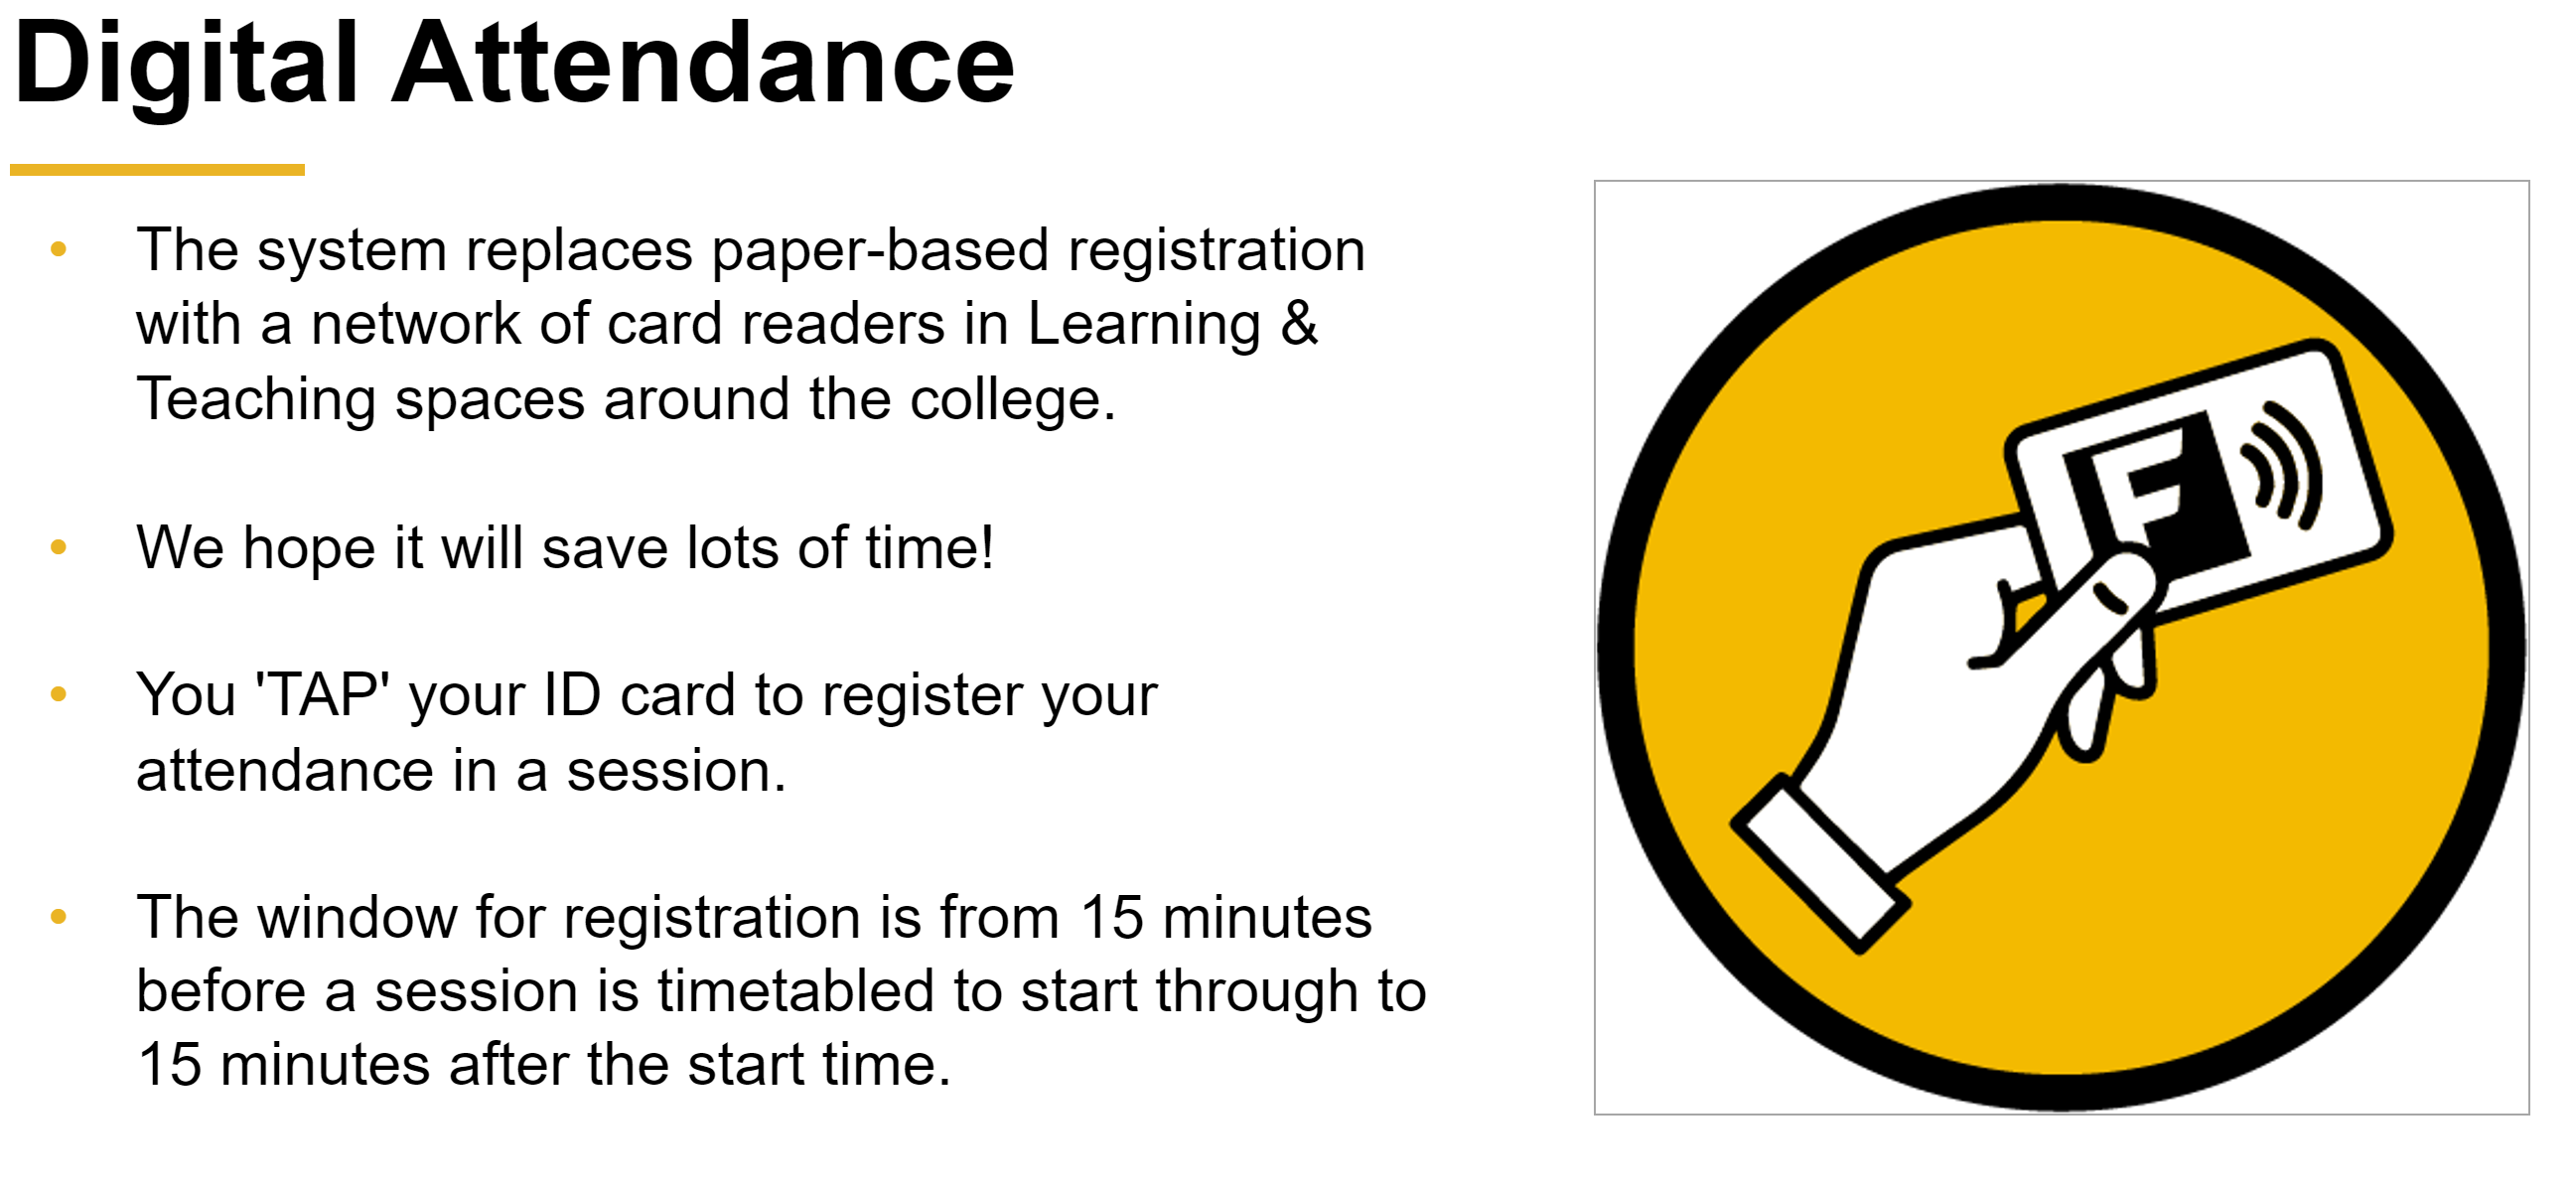 Digital Attendance
• The system replaces paper-based registration
with a network of card readers in Learning &
Teaching spaces around the college.
• We hope it will save lots of time!
• You 'TAP' your ID card to register your
attendance in a session.
• The window for registration is from 15 minutes
before a session is timetabled to start through to
15 minutes after the start time.
F